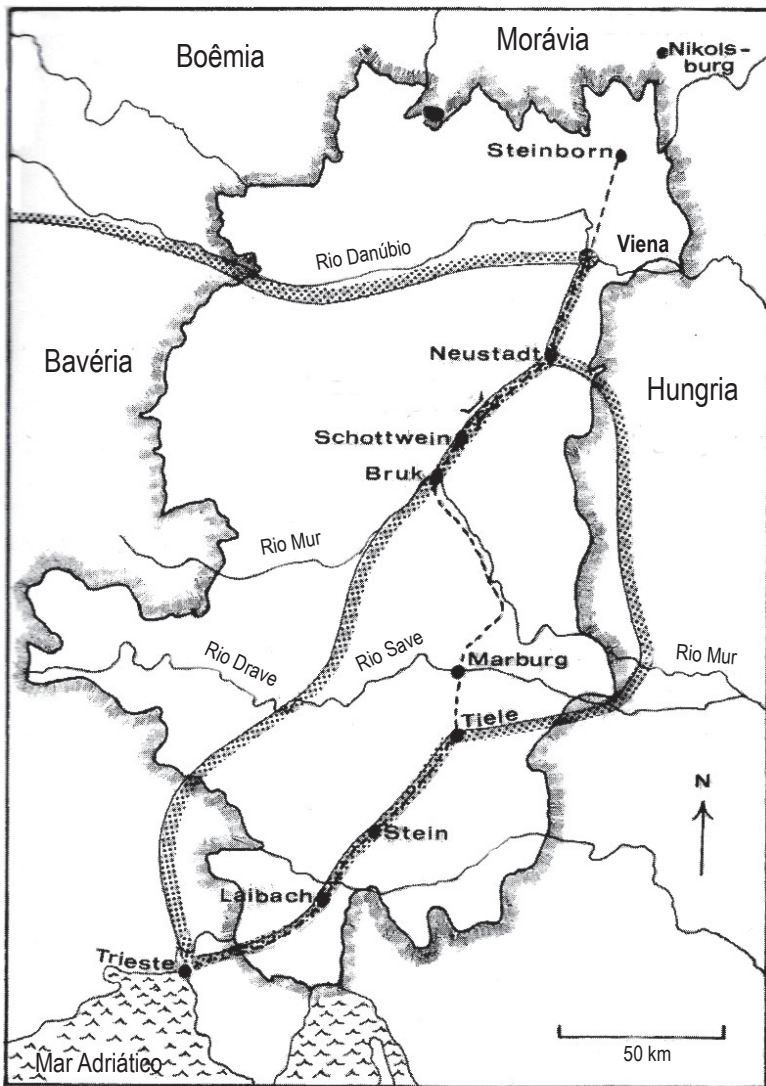 Boêmia
Morávia
Nikols-
burg
Steinborn
Viena
Rio Danúbio
Neustadt
Bavéria
Hungria
Schottwein
Bruk
Rio Mur
Rio Drave
Rio Save
Marburg
Rio Mur
Tiele
N
Stein
Laibach
Trieste
Mar Adriático
50 km